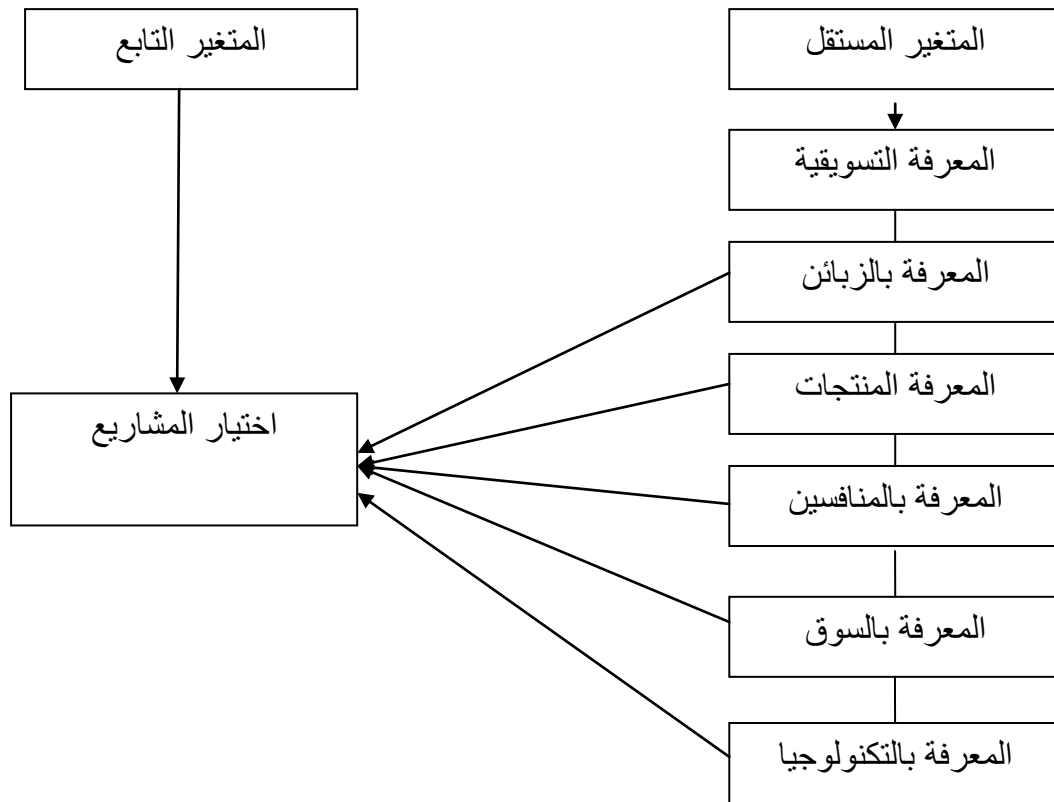 المتغير المستقل
المتغير التابع
المعرفة التسويقية
المعرفة بالزبائن
المعرفة المنتجات
اختيار المشاريع
المعرفة بالمنافسين
المعرفة بالسوق
المعرفة بالتكنولوجيا